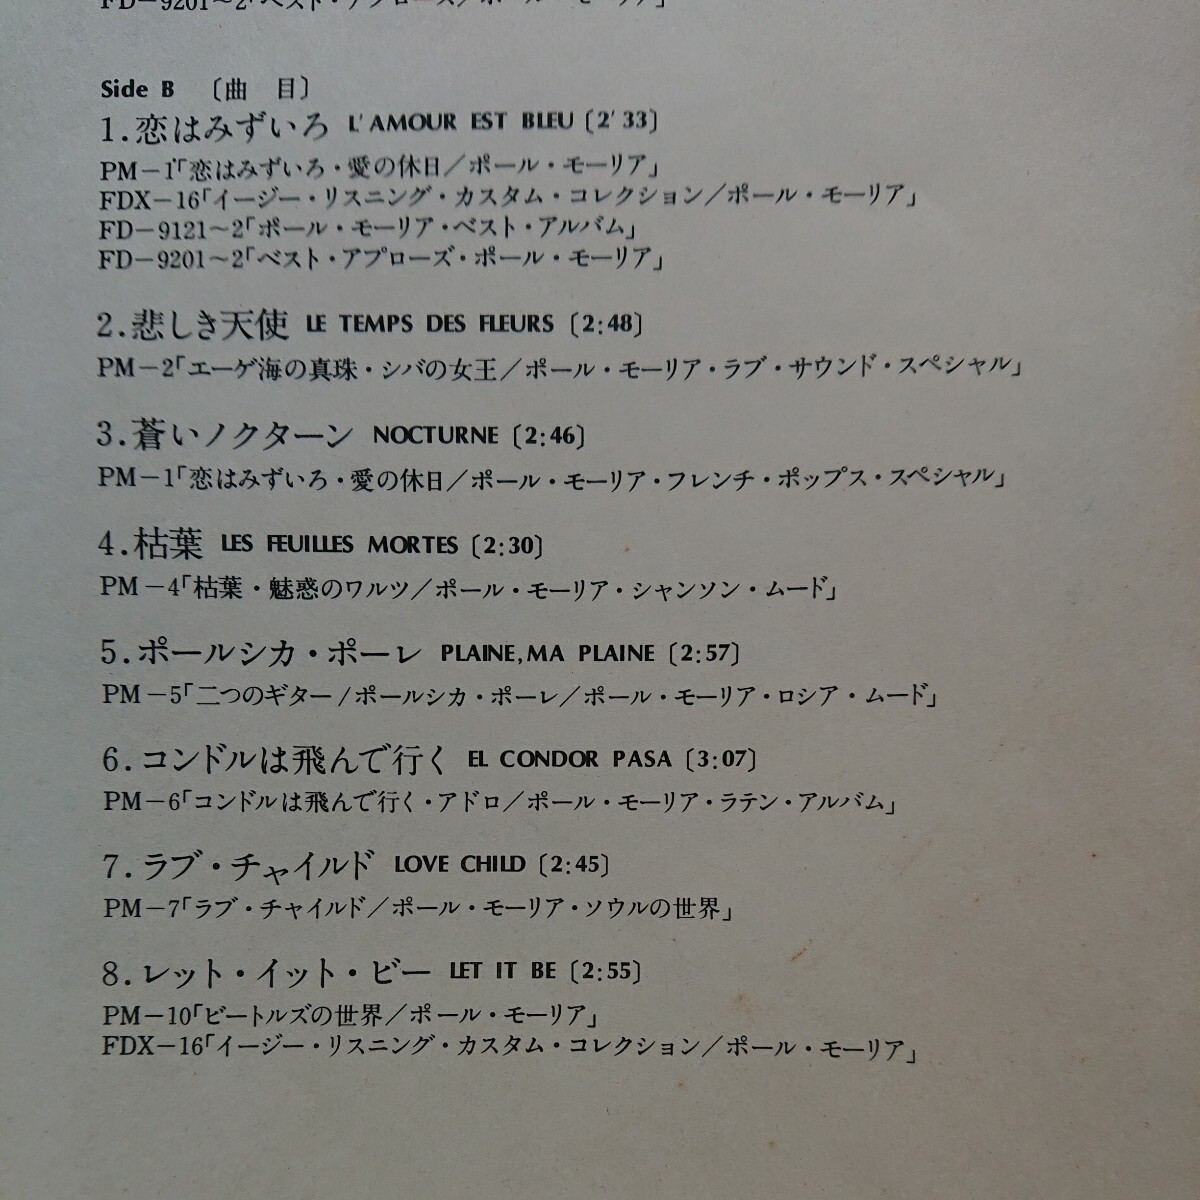 FD−9201〜2「ベスト・アプローズ/ポール・モーリア」
Side B 〔曲　目〕
1.恋はみずいろ L'AMOUR EST BLEU〔2'33〕
PM−1「恋はみずいろ・愛の休日/ポール・モーリア」
FDX−16「イージー・リスニング・カスタム・コレクション/ポール・モーリア」
FD−9121〜2「ポール・モーリア・ベスト・アルバム」
FD−9201〜2「ベスト・アプローズ・ポール・モーリア」
2.悲しき天使 LE TEMPS DES FLEURS〔2:48〕
PM−2「エーゲ海の真珠・シバの女王/ポール・モーリア・ラブ・サウンド・スペシャル」
3.蒼いノクターン NOCTURNE〔2:46〕
PM−1「恋はみずいろ・愛の休日/ポール・モーリア・フレンチ・ポップス・スペシャル」
4.枯葉 LES FEUILLES MORTES〔2:30〕
PM−4「枯葉・魅惑のワルツ/ポール・モーリア・シャンソン・ムード」
5.ポールシカ・ポーレ PLAINE, MA PLAINE〔2:57〕
PM−5「二つのギター/ポールシカ・ポーレ/ポール・モーリア・ロシア・ムード」
6.コンドルは飛んで行く EL CONDOR PASA〔3:07〕
PM−6「コンドルは飛んで行く・アドロ/ポール・モーリア・ラテン・アルバム」
7.ラブ・チャイルド LOVE CHILD〔2:45〕
PM−7「ラブ・チャイルド/ポール・モーリア・ソウルの世界」
8.レット・イット・ビー LET IT BE〔2:55〕
PM−10「ビートルズの世界/ポール・モーリア」
FDX−16「イージー・リスニング・カスタム・コレクション/ポール・モーリア」